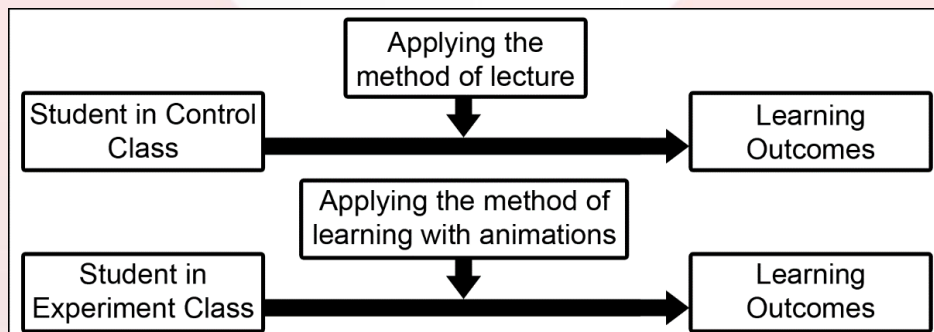 Applying the
method of lecture
Student in Control
Class
Learning
Outcomes
Applying the method of
learning with animations
Student in
Experiment Class
Learning
Outcomes